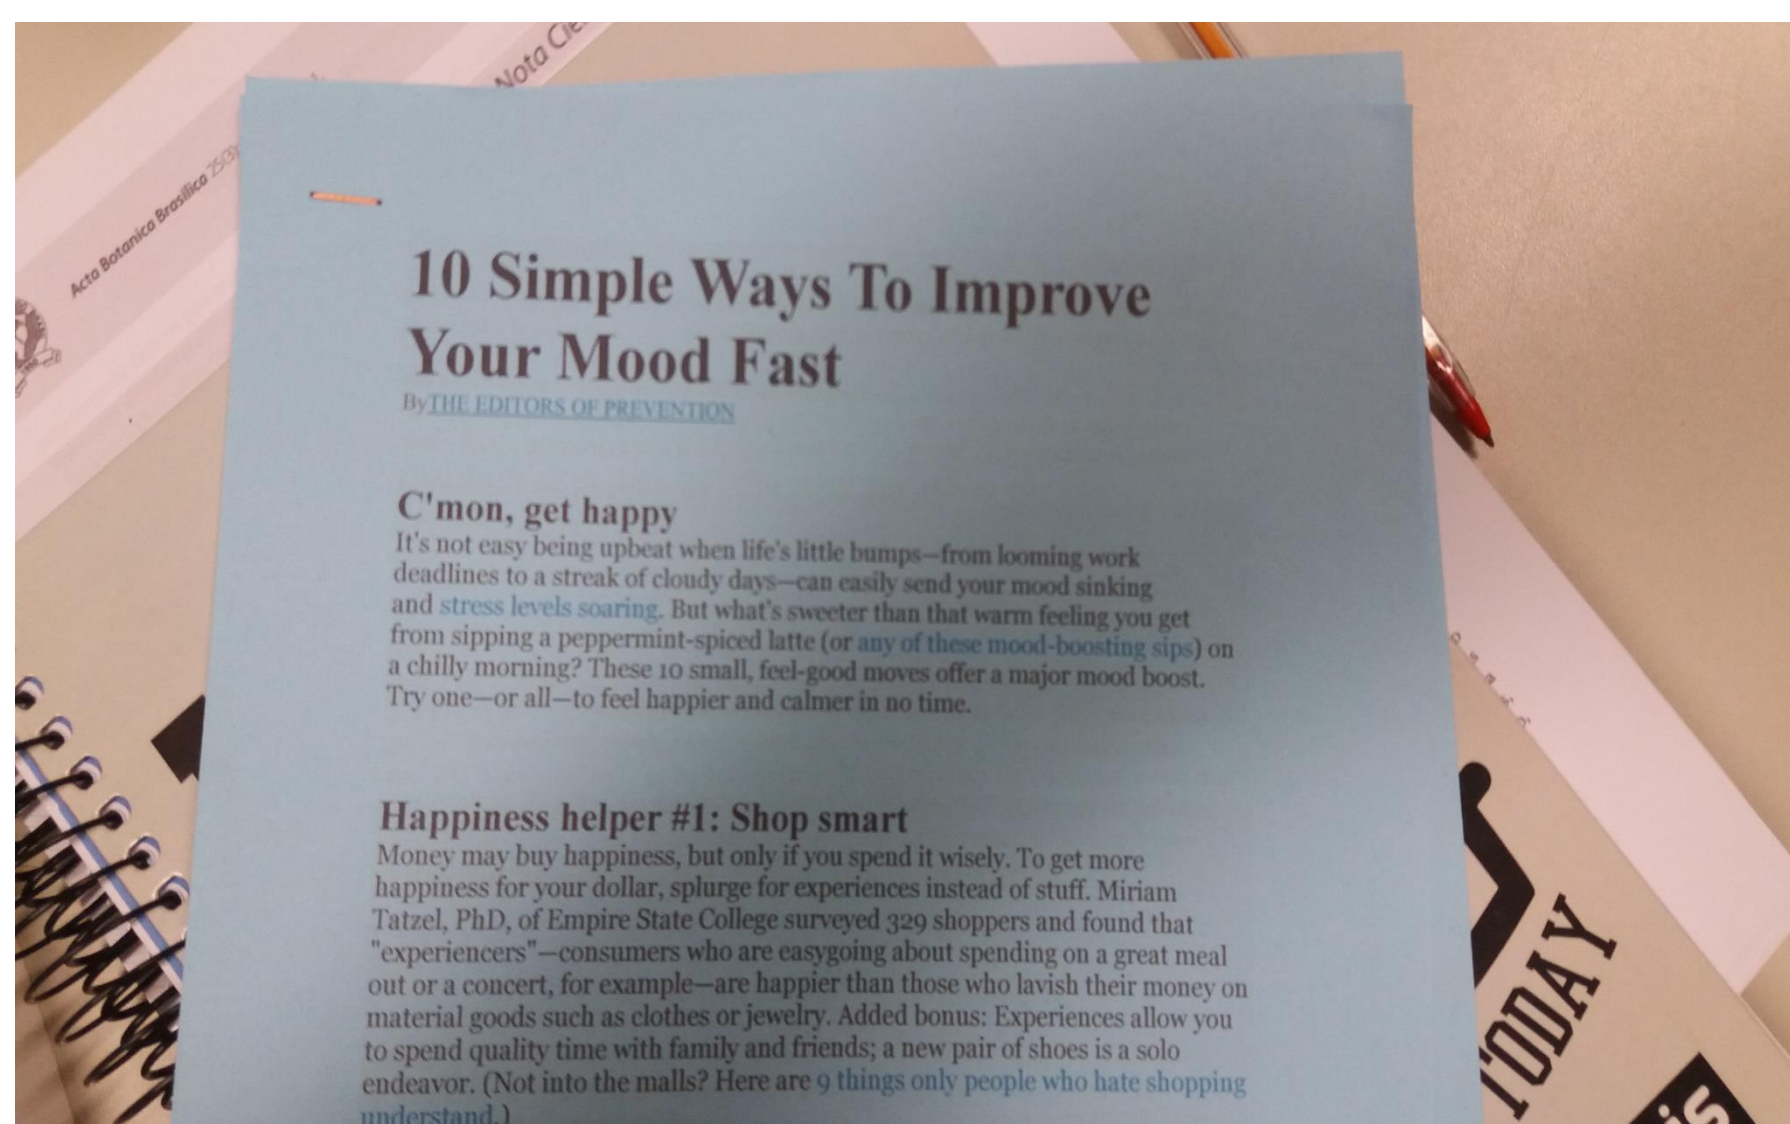 Nota Cie
Acta Botanica Brasilica 25(3):
10 Simple Ways To Improve
Your Mood Fast
By THE EDITORS OF PREVENTION
C'mon, get happy
It's not easy being upbeat when life's little bumps—from looming work
deadlines to a streak of cloudy days—can easily send your mood sinking
and stress levels soaring. But what's sweeter than that warm feeling you get
from sipping a peppermint-spiced latte (or any of these mood-boosting sips) on
a chilly morning? These 10 small, feel-good moves offer a major mood boost.
Try one—or all—to feel happier and calmer in no time.
Happiness helper #1: Shop smart
Money may buy happiness, but only if you spend it wisely. To get more
happiness for your dollar, splurge for experiences instead of stuff. Miriam
Tatzel, PhD, of Empire State College surveyed 329 shoppers and found that
"experiencers"—consumers who are easygoing about spending on a great meal
out or a concert, for example—are happier than those who lavish their money on
material goods such as clothes or jewelry. Added bonus: Experiences allow you
to spend quality time with family and friends; a new pair of shoes is a solo
endeavor. (Not into the malls? Here are 9 things only people who hate shopping
understand.)
TODAY
is